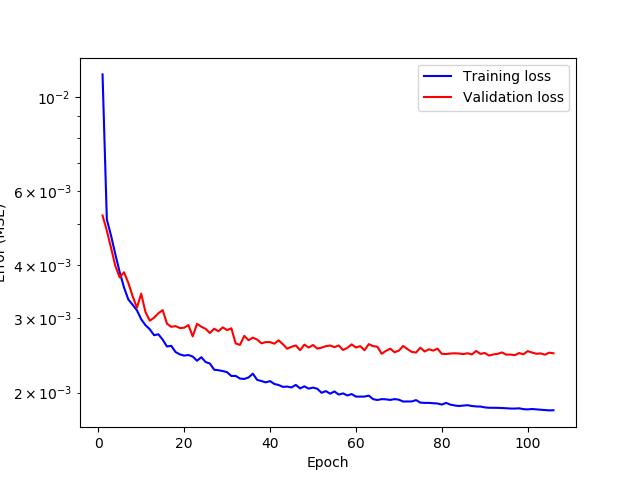 Training loss
Validation loss
10⁻²
6 × 10⁻³
4 × 10⁻³
3 × 10⁻³
2 × 10⁻³
0 20 40 60 80 100
Epoch